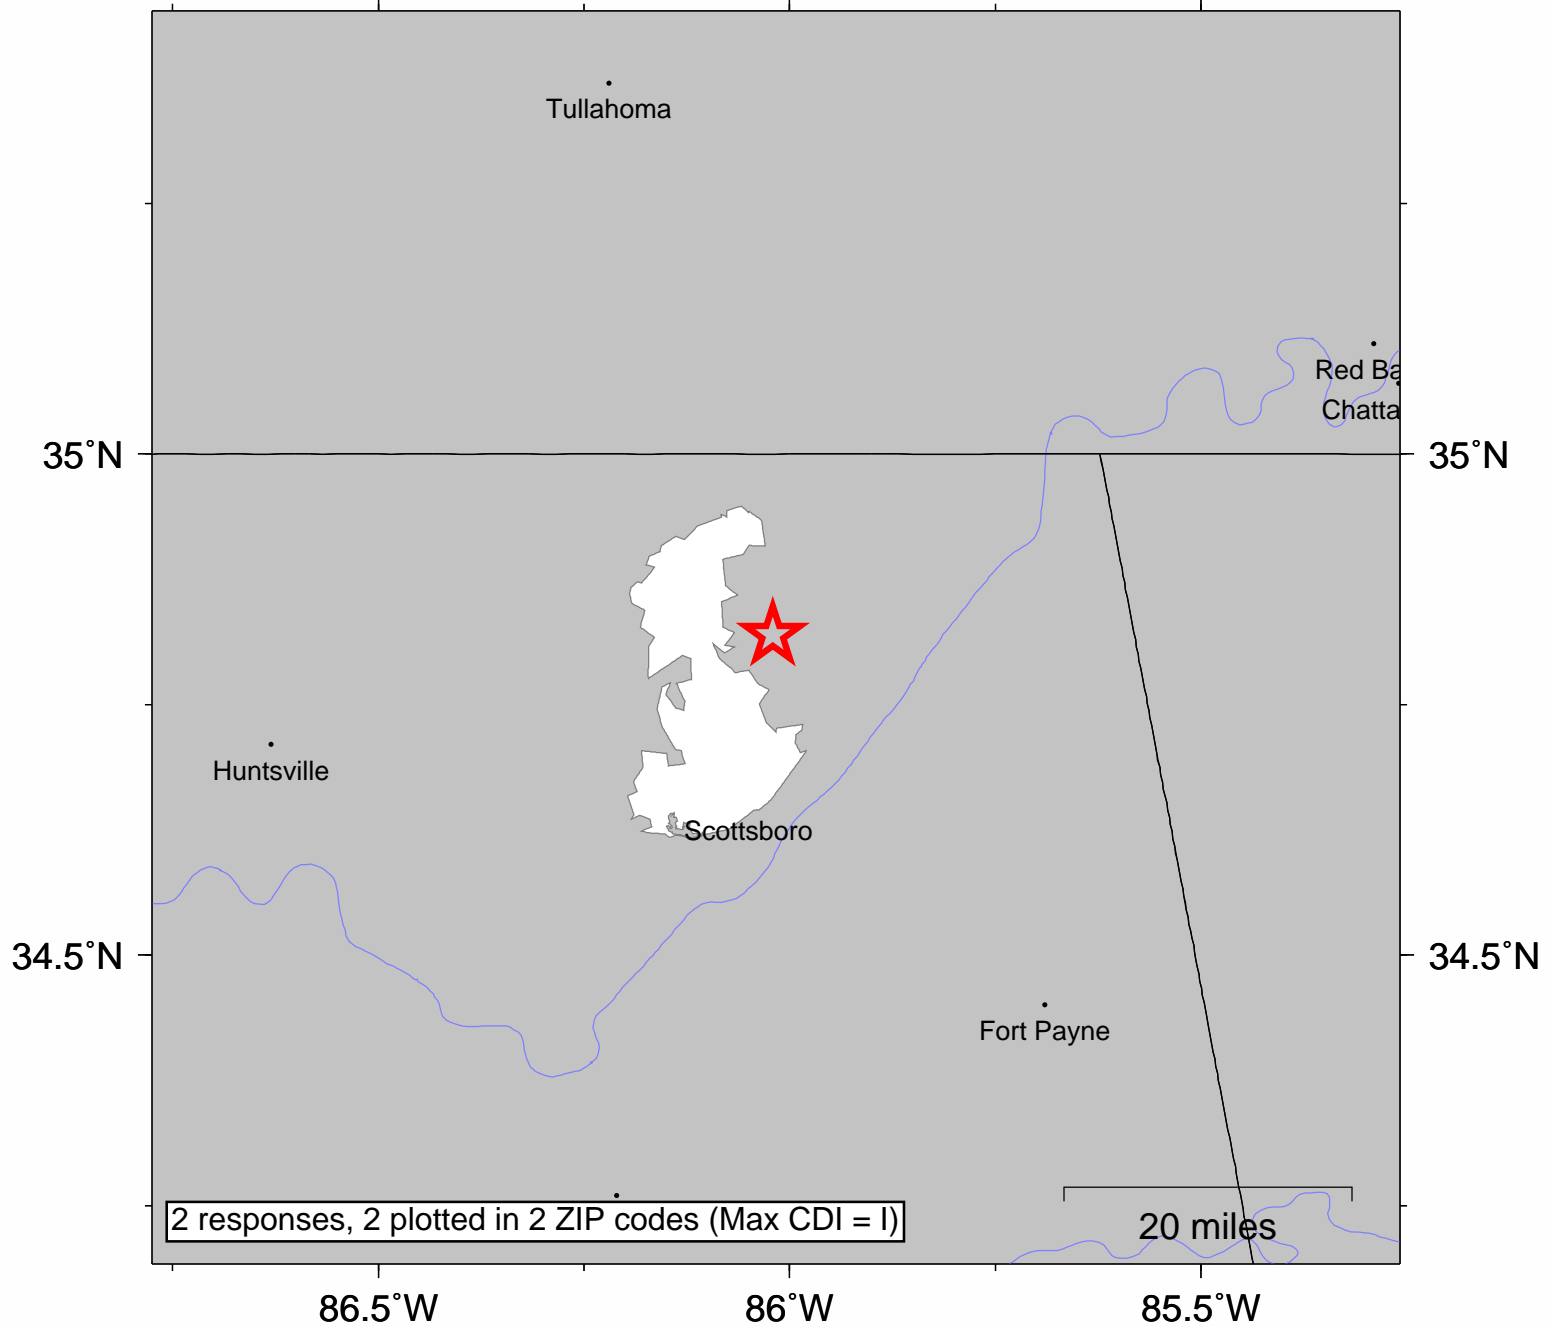 Tullahoma
Red Ba
Chatta
35°N
35°N
Huntsville
Scottsboro
34.5°N
34.5°N
Fort Payne
2 responses, 2 plotted in 2 ZIP codes (Max CDI = I)
20 miles
86.5°W
86°W
85.5°W